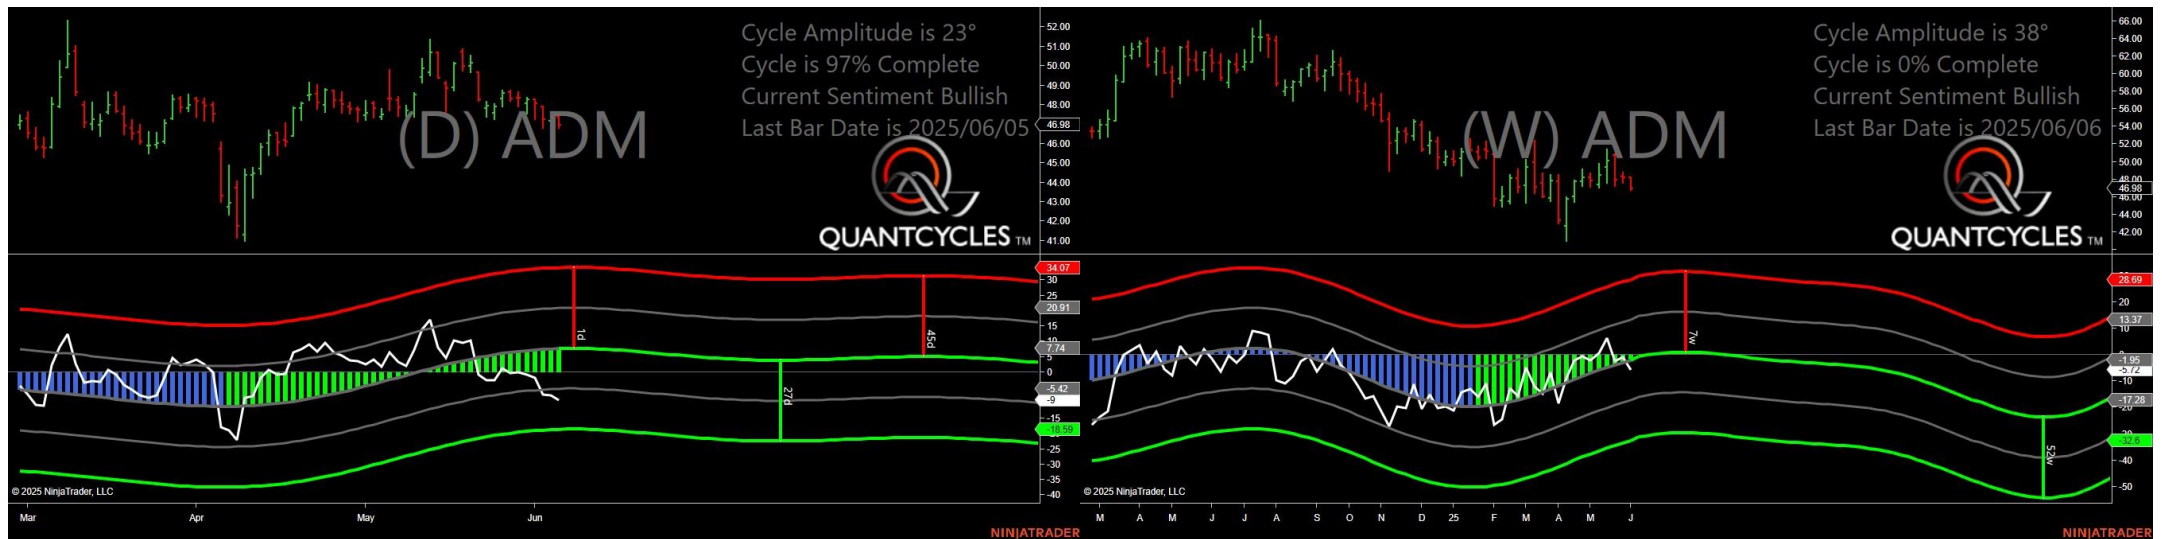 Cycle Amplitude is 23°
Cycle is 97% Complete
Current Sentiment Bullish
Last Bar Date is 2025/06/05
(D) ADM
QUANTCYCLES TM
52.00
51.00
50.00
49.00
48.00
46.98
46.00
45.00
44.00
43.00
42.00
41.00
34.07
30
25
20.91
15
7.74
5
0
-5.42
-9
-15
-18.59
-25
-30
-35
-40
1d
27d
45d
© 2025 NinjaTrader, LLC
Mar
Apr
May
Jun
NINJATRADER
Cycle Amplitude is 38°
Cycle is 0% Complete
Current Sentiment Bullish
Last Bar Date is 2025/06/06
(W) ADM
QUANTCYCLES TM
66.00
64.00
62.00
60.00
58.00
56.00
54.00
52.00
50.00
48.00
46.98
46.00
44.00
42.00
28.69
20
13.37
10
-1.95
-5.72
-10
-17.28
-20
-32.6
-40
-50
7w
52w
© 2025 NinjaTrader, LLC
M A M J J A S O N D 25 F M A M J
NINJATRADER